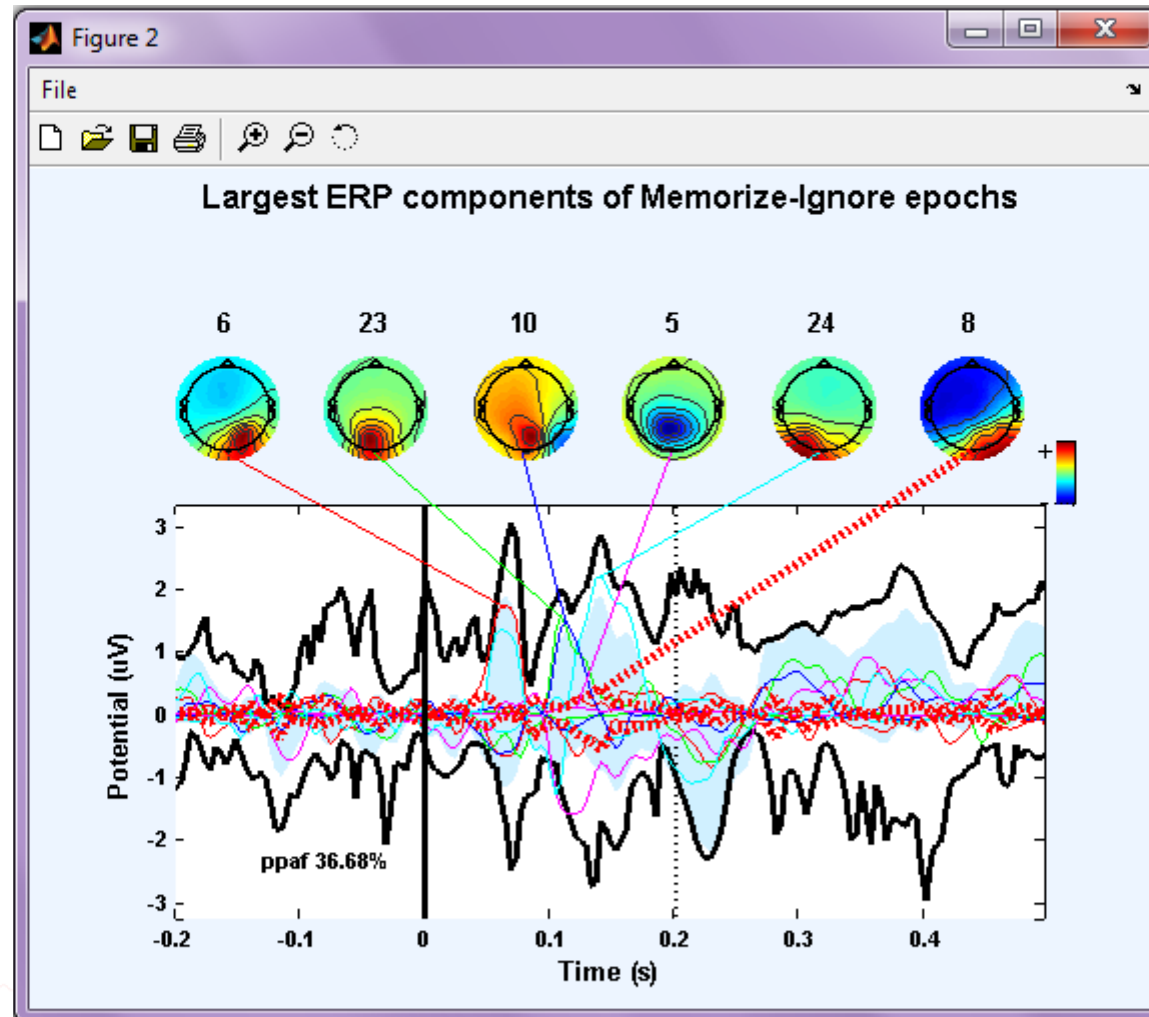 Figure 2
File
Largest ERP components of Memorize-Ignore epochs
6 23 10 5 24 8
+
-
3
2
1
0
-1
-2
-3
Potential (uV)
ppaf 36.68%
-0.2 -0.1 0 0.1 0.2 0.3 0.4
Time (s)